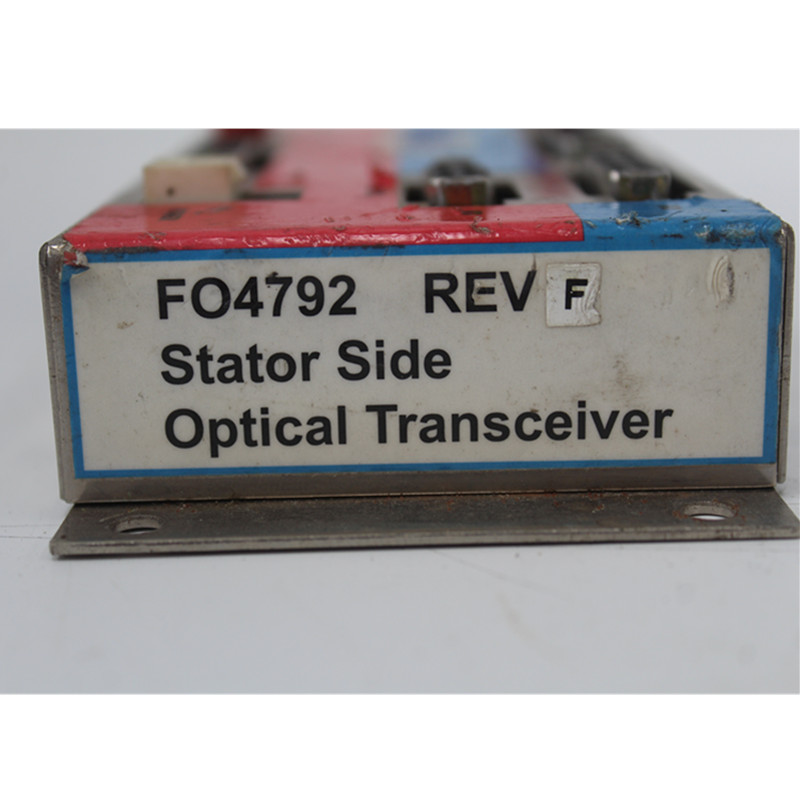 FO4792 REV F
Stator Side
Optical Transceiver